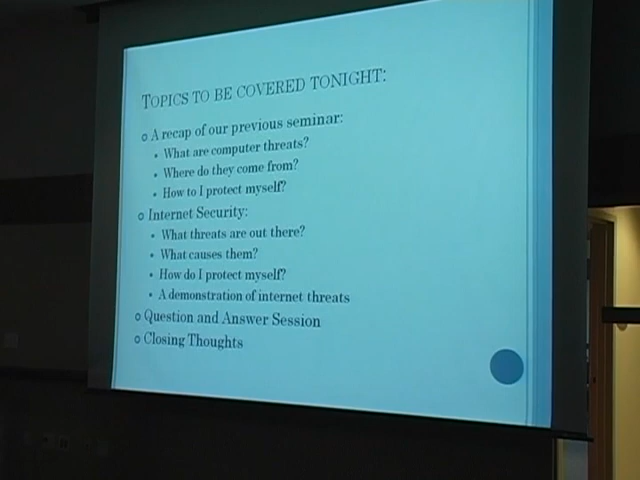 TOPICS TO BE COVERED TONIGHT:
A recap of our previous seminar:
What are computer threats?
Where do they come from?
How to I protect myself?
Internet Security:
What threats are out there?
What causes them?
How do I protect myself?
A demonstration of internet threats
Question and Answer Session
Closing Thoughts